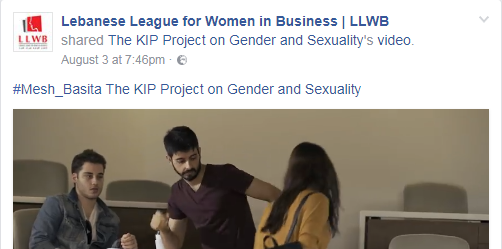 Lebanese League for Women in Business | LLWB
shared The KIP Project on Gender and Sexuality's video.
August 3 at 7:46pm ·
LLWB
#Mesh_Basita The KIP Project on Gender and Sexuality